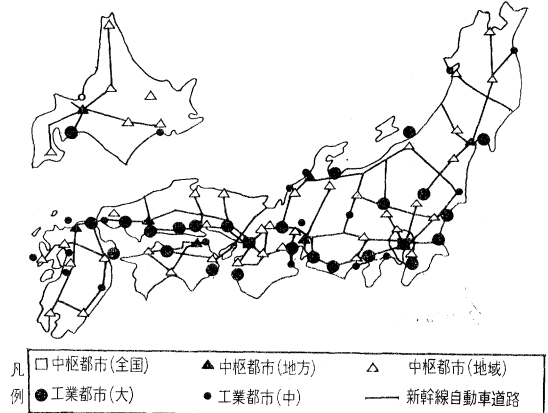 凡例
□中枢都市(全国) ▲中枢都市(地方) △中枢都市(地域)
●工業都市(大) ●工業都市(中) ―新幹線自動車道路